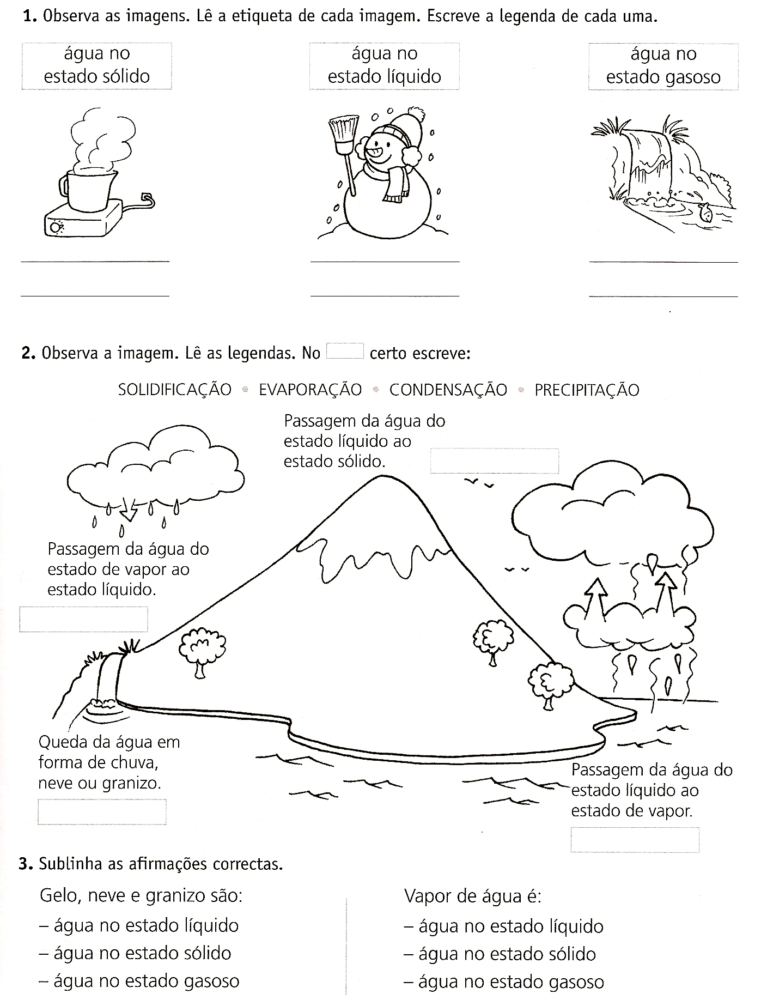 1. Observa as imagens. Lê a etiqueta de cada imagem. Escreve a legenda de cada uma.
água no
estado sólido
água no
estado líquido
água no
estado gasoso
2. Observa a imagem. Lê as legendas. No certo escreve:
SOLIDIFICAÇÃO • EVAPORAÇÃO • CONDENSAÇÃO • PRECIPITAÇÃO
Passagem da água do
estado líquido ao
estado sólido.
Passagem da água do
estado de vapor ao
estado líquido.
Queda da água em
forma de chuva,
neve ou granizo.
Passagem da água do
estado líquido ao
estado de vapor.
3. Sublinha as afirmações correctas.
Gelo, neve e granizo são:
– água no estado líquido
– água no estado sólido
– água no estado gasoso
Vapor de água é:
– água no estado líquido
– água no estado sólido
– água no estado gasoso